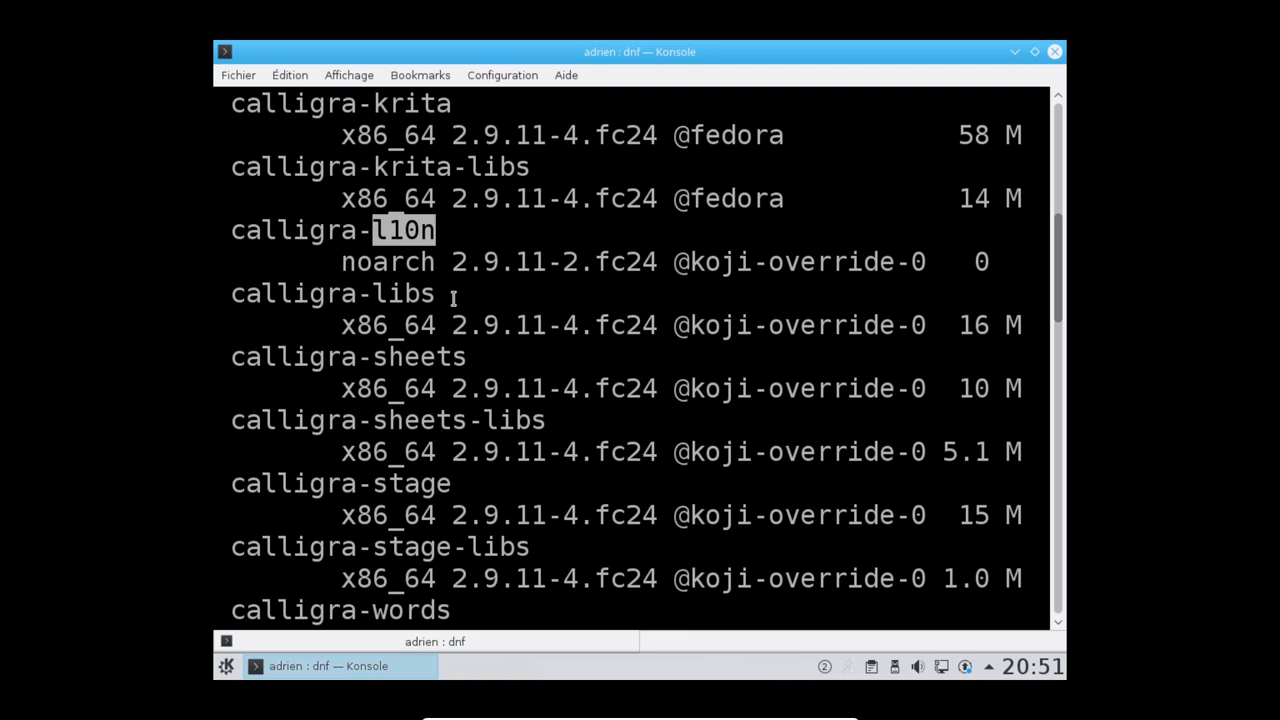 adrien : dnf — Konsole
Fichier Édition Affichage Bookmarks Configuration Aide
calligra-krita
x86_64 2.9.11-4.fc24 @fedora 58 M
calligra-krita-libs
x86_64 2.9.11-4.fc24 @fedora 14 M
calligra-l10n
noarch 2.9.11-2.fc24 @koji-override-0 0
calligra-libs
x86_64 2.9.11-4.fc24 @koji-override-0 16 M
calligra-sheets
x86_64 2.9.11-4.fc24 @koji-override-0 10 M
calligra-sheets-libs
x86_64 2.9.11-4.fc24 @koji-override-0 5.1 M
calligra-stage
x86_64 2.9.11-4.fc24 @koji-override-0 15 M
calligra-stage-libs
x86_64 2.9.11-4.fc24 @koji-override-0 1.0 M
calligra-words
adrien : dnf
adrien : dnf — Konsole 2 20:51